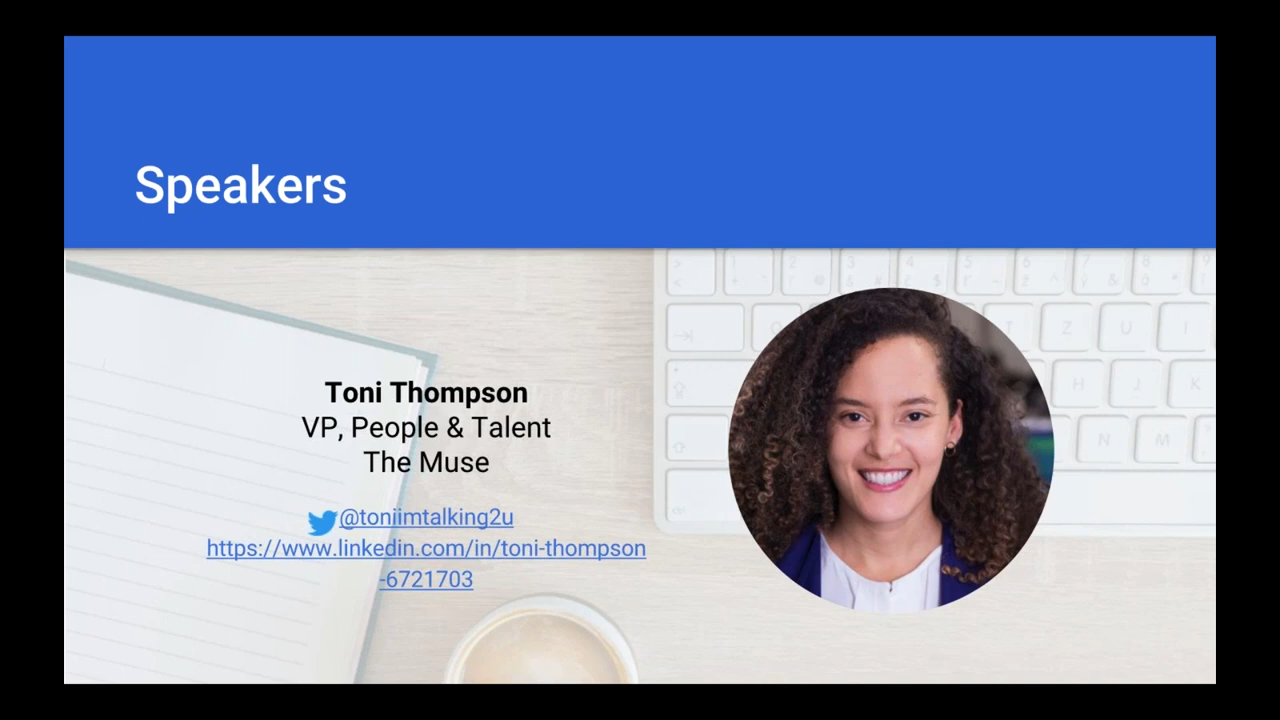 Speakers
Toni Thompson
VP, People & Talent
The Muse
@toniimtalking2u
https://www.linkedin.com/in/toni-thompson
-6721703